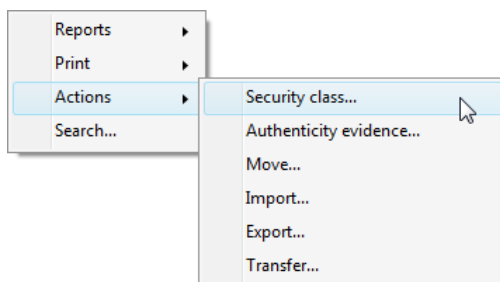 Reports
Print
Actions
Search...
Security class...
Authenticity evidence...
Move...
Import...
Export...
Transfer...